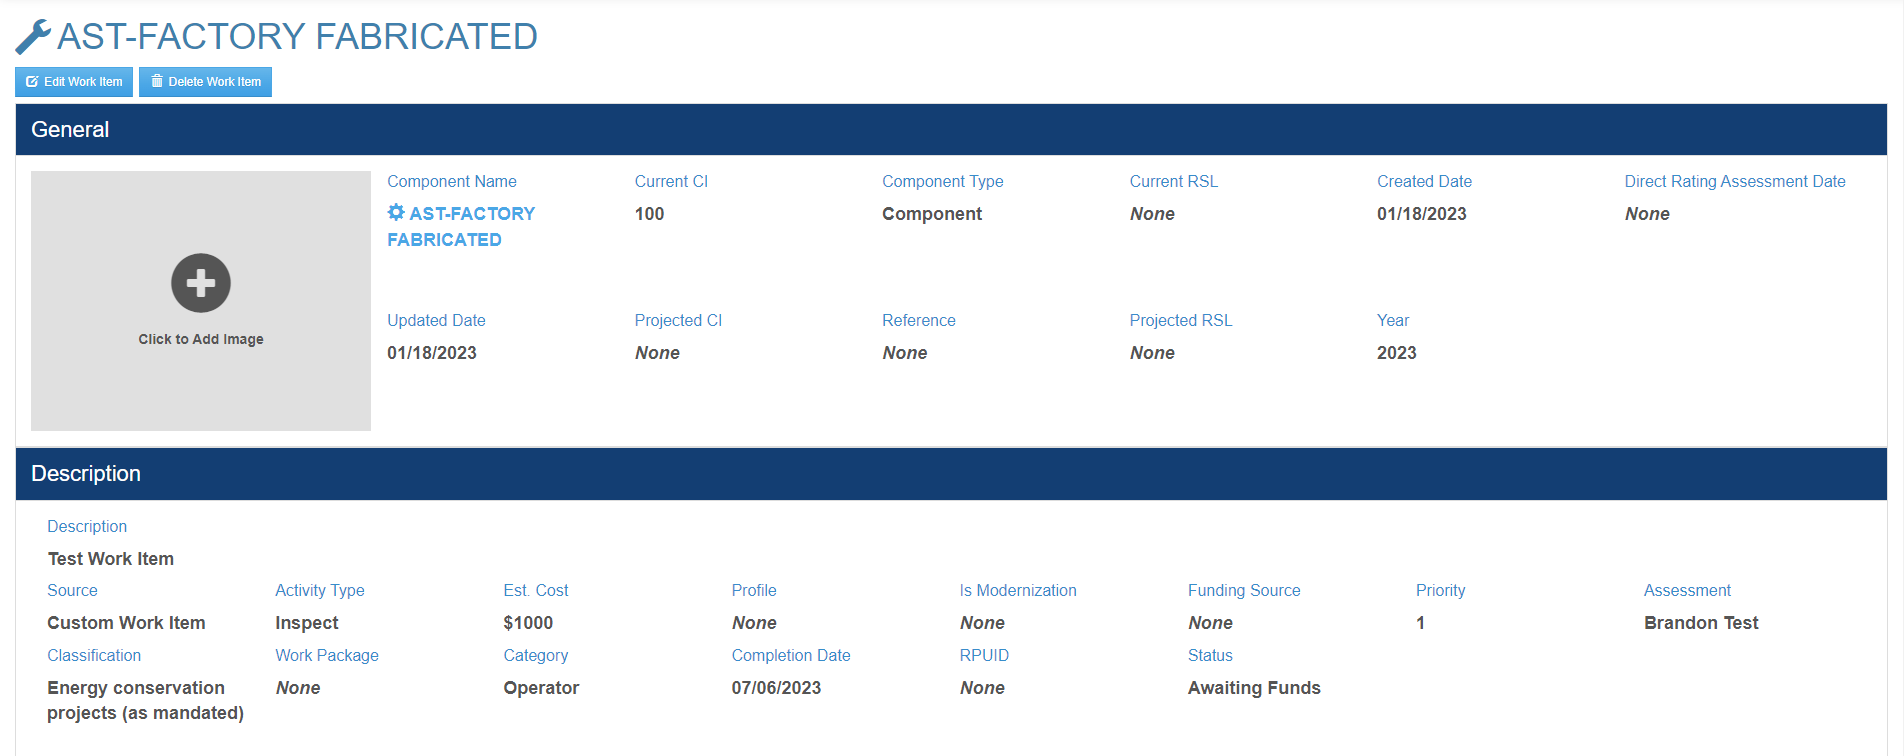 AST-FACTORY FABRICATED
Edit Work Item
Delete Work Item
General
Click to Add Image
Component Name
AST-FACTORY
FABRICATED
Current CI
100
Component Type
Component
Current RSL
None
Created Date
01/18/2023
Direct Rating Assessment Date
None
Updated Date
01/18/2023
Projected CI
None
Reference
None
Projected RSL
None
Year
2023
Description
Description
Test Work Item
Source
Custom Work Item
Activity Type
Inspect
Est. Cost
$1000
Profile
None
Is Modernization
None
Funding Source
None
Priority
1
Assessment
Brandon Test
Classification
Energy conservation
projects (as mandated)
Work Package
None
Category
Operator
Completion Date
07/06/2023
RPUID
None
Status
Awaiting Funds